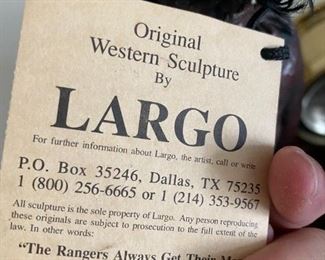 Original
Western Sculpture
By
LARGO
For further information about Largo, the artist, call or write
P.O. Box 35246, Dallas, TX 75235
1 (800) 256-6665 or 1 (214) 353-9567
All sculpture is the sole property of Largo. Any person reproducing
these originals are subject to prosecution to the full extent of the
law. In other words:
"The Rangers Always Get Their